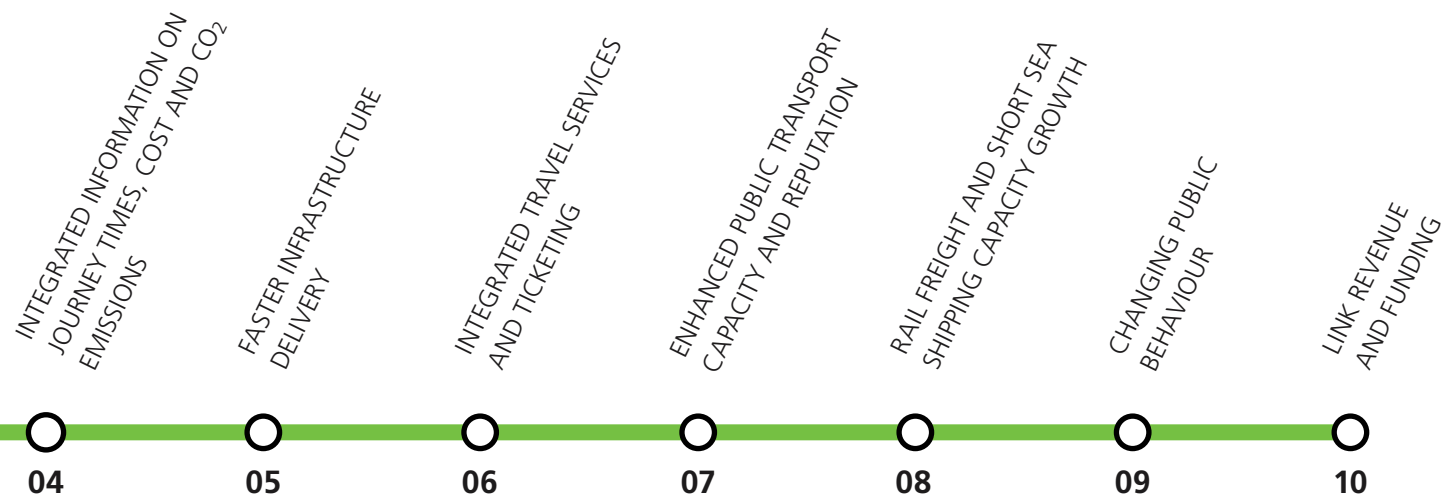 INTEGRATED INFORMATION ON
JOURNEY TIMES, COST AND CO₂
EMISSIONS
04
FASTER INFRASTRUCTURE
DELIVERY
05
INTEGRATED TRAVEL SERVICES
AND TICKETING
06
ENHANCED PUBLIC TRANSPORT
CAPACITY AND REPUTATION
07
RAIL FREIGHT AND SHORT SEA
SHIPPING CAPACITY GROWTH
08
CHANGING PUBLIC
BEHAVIOUR
09
LINK REVENUE
AND FUNDING
10